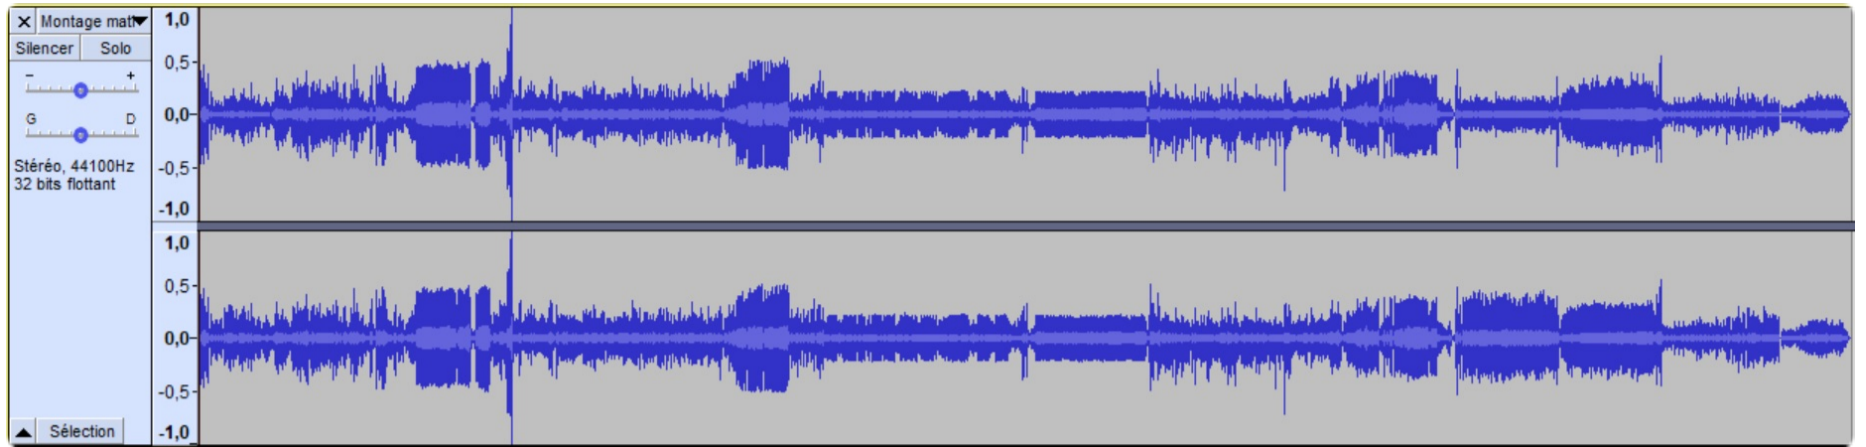 × Montage mat▼
Silencer Solo
- +
G D
Stéréo, 44100Hz
32 bits flottant
▲ Sélection
1,0
0,5-
0,0-
-0,5-
-1,0
1,0
0,5-
0,0-
-0,5-
-1,0